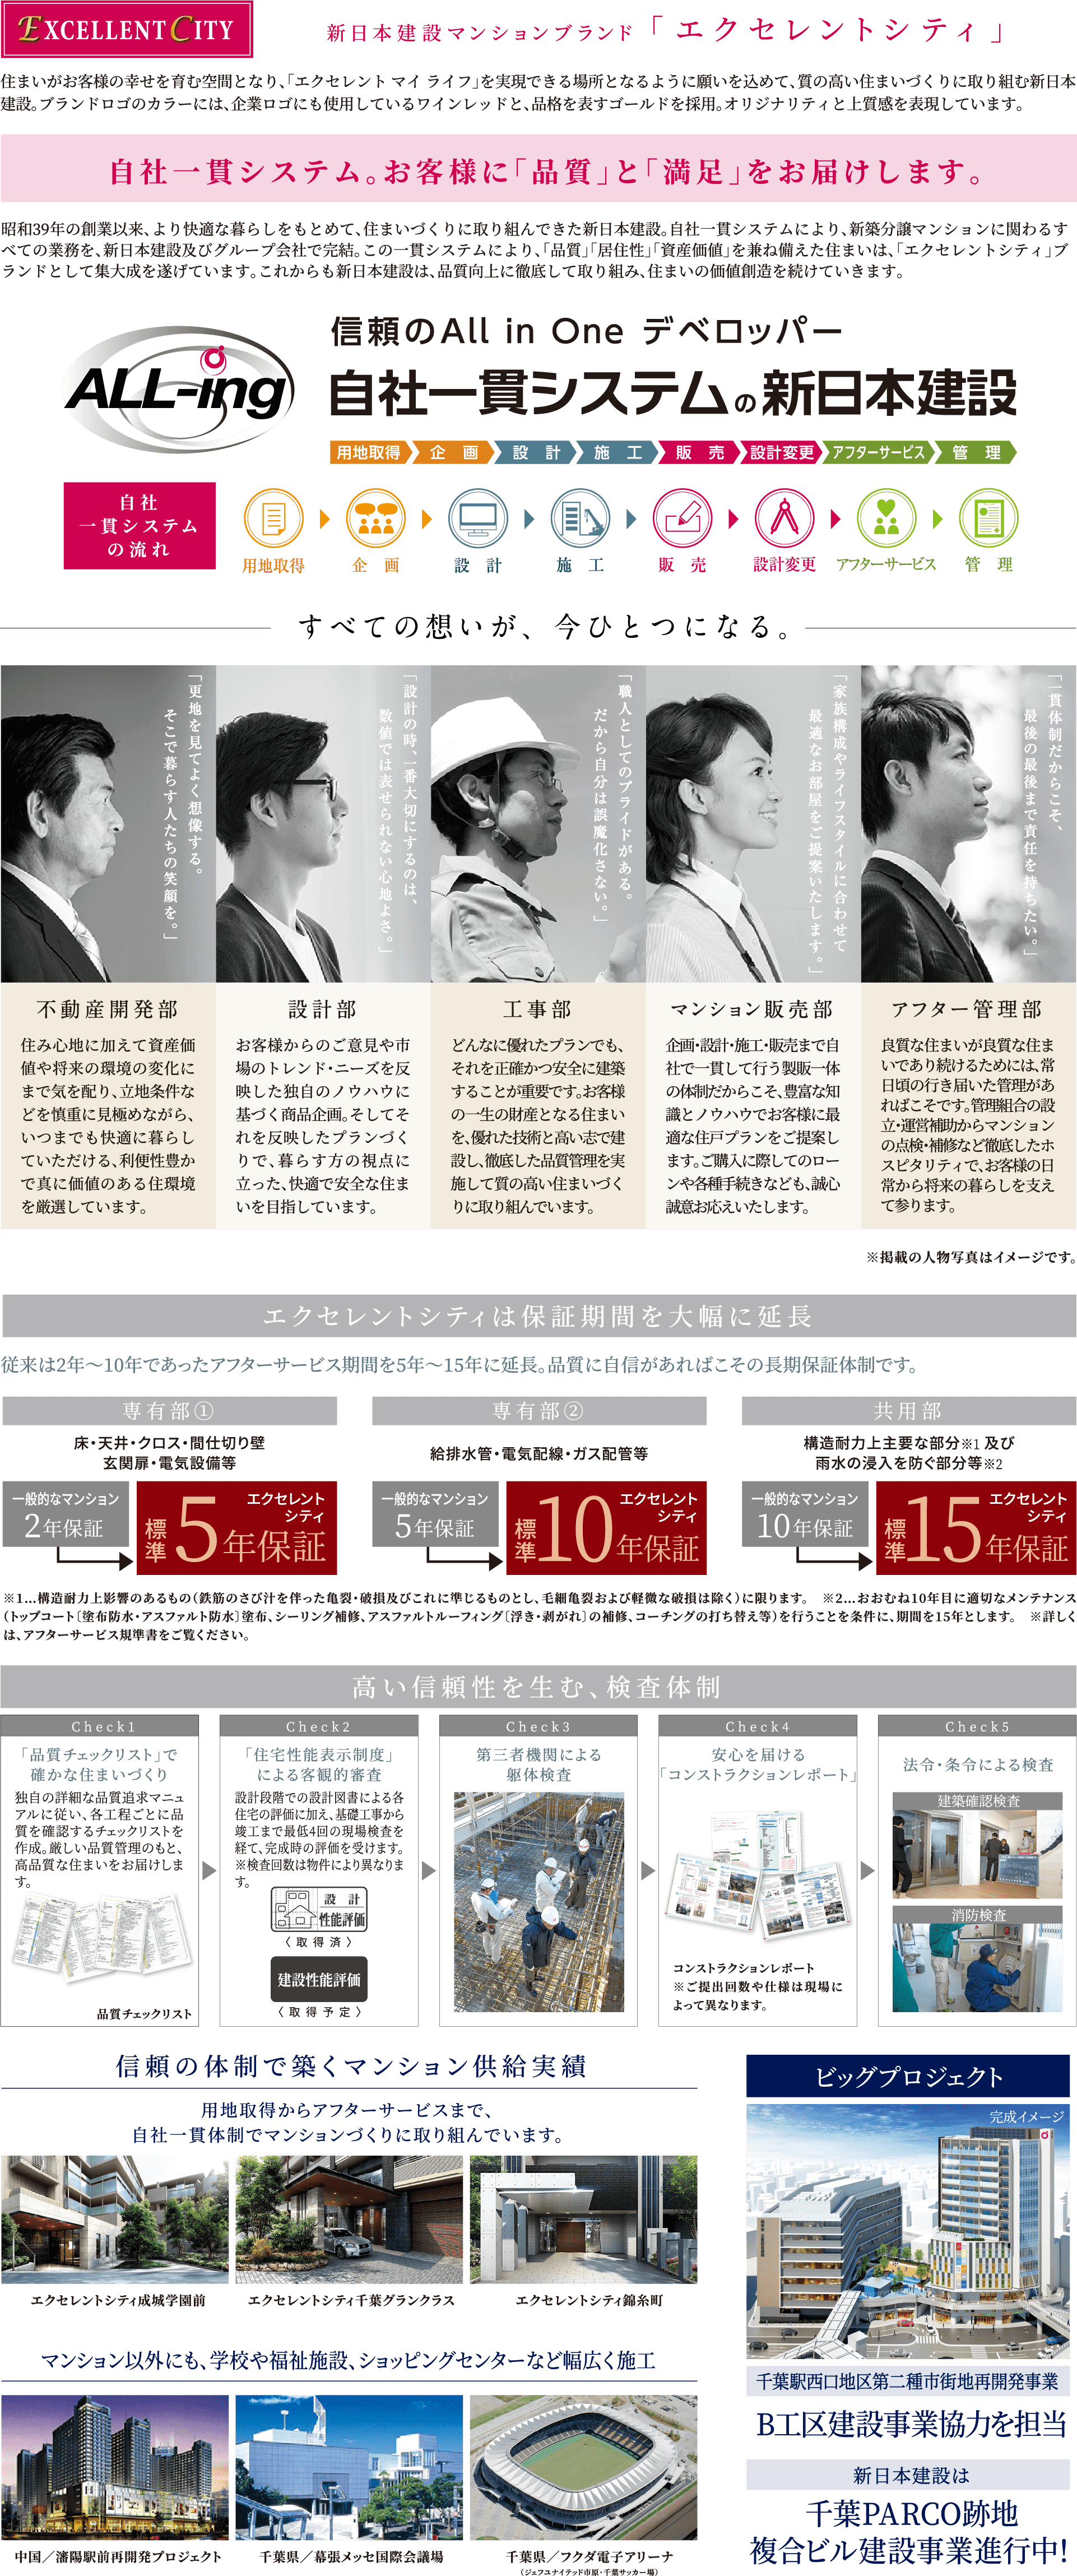 EXCELLENT CITY
新日本建設マンションブランド「エクセレントシティ」
住まいがお客様の幸せを育む空間となり、「エクセレント マイ ライフ」を実現できる場所となるように願いを込めて、質の高い住まいづくりに取り組む新日本
建設。ブランドロゴのカラーには、企業ロゴにも使用しているワインレッドと、品格を表すゴールドを採用。オリジナリティと上質感を表現しています。
自社一貫システム。お客様に「品質」と「満足」をお届けします。
昭和39年の創業以来、より快適な暮らしをもとめて、住まいづくりに取り組んできた新日本建設。自社一貫システムにより、新築分譲マンションに関わるす
べての業務を、新日本建設及びグループ会社で完結。この一貫システムにより、「品質」「居住性」「資産価値」を兼ね備えた住まいは、「エクセレントシティ」ブ
ランドとして集大成を遂げています。これからも新日本建設は、品質向上に徹底して取り組み、住まいの価値創造を続けていきます。
ALL-ing
信頼のAll in One デベロッパー
自社一貫システムの新日本建設
用地取得 企画 設計 施工 販売 設計変更 アフターサービス 管理
自社
一貫システム
の流れ
用地取得 企画 設計 施工 販売 設計変更 アフターサービス 管理
すべての想いが、今ひとつになる。
「更地を見てよく想像する。
そこで暮らす人たちの笑顔を。」
「設計の時、一番大切にするのは、
数値では表せられない心地よさ。」
「職人としてのプライドがある。
だから自分は誤魔化さない。」
「家族構成やライフスタイルに合わせて
最適なお部屋をご提案いたします。」
「一貫体制だからこそ、
最後の最後まで責任を持ちたい。」
不動産開発部
住み心地に加えて資産価
値や将来の環境の変化に
まで気を配り、立地条件な
どを慎重に見極めながら、
いつまでも快適に暮らし
ていただける、利便性豊か
で真に価値のある住環境
を厳選しています。
設計部
お客様からのご意見や市
場のトレンド・ニーズを反
映した独自のノウハウに
基づく商品企画。そしてそ
れを反映したプランづく
りで、暮らす方の視点に
立った、快適で安全な住ま
いを目指しています。
工事部
どんなに優れたプランでも、
それを正確かつ安全に建築
することが重要です。お客様
の一生の財産となる住まい
を、優れた技術と高い志で建
設し、徹底した品質管理を実
施して質の高い住まいづく
りに取り組んでいます。
マンション販売部
企画・設計・施工・販売まで自
社で一貫して行う製販一体
の体制だからこそ、豊富な知
識とノウハウでお客様に最
適な住戸プランをご提案し
ます。ご購入に際してのロー
ンや各種手続きなども、誠心
誠意お応えいたします。
アフター管理部
良質な住まいが良質な住ま
いであり続けるためには、常
日頃の行き届いた管理があ
ればこそです。管理組合の設
立・運営補助からマンション
の点検・補修など徹底したホ
スピタリティで、お客様の日
常から将来の暮らしを支え
て参ります。
※掲載の人物写真はイメージです。
エクセレントシティは保証期間を大幅に延長
従来は2年〜10年であったアフターサービス期間を5年〜15年に延長。品質に自信があればこその長期保証体制です。
専有部①
床・天井・クロス・間仕切り壁
玄関扉・電気設備等
一般的なマンション
2年保証
エクセレント
シティ
標準5年保証
専有部②
給排水管・電気配線・ガス配管等
一般的なマンション
5年保証
エクセレント
シティ
標準10年保証
共用部
構造耐力上主要な部分※1 及び
雨水の浸入を防ぐ部分等※2
一般的なマンション
10年保証
エクセレント
シティ
標準15年保証
※1…構造耐力上影響のあるもの（鉄筋のさび汁を伴った亀裂・破損及びこれに準じるものとし、毛細亀裂および軽微な破損は除く）に限ります。 ※2…おおむね10年目に適切なメンテナンス
（トップコート〔塗布防水・アスファルト防水〕塗布、シーリング補修、アスファルトルーフィング〔浮き・剥がれ〕の補修、コーチングの打ち替え等）を行うことを条件に、期間を15年とします。 ※詳しく
は、アフターサービス規準書をご覧ください。
高い信頼性を生む、検査体制
Check1
「品質チェックリスト」で
確かな住まいづくり
独自の詳細な品質追求マニュ
アルに従い、各工程ごとに品
質を確認するチェックリストを
作成。厳しい品質管理のもと、
高品質な住まいをお届けしま
す。
品質チェックリスト
Check2
「住宅性能表示制度」
による客観的審査
設計段階での設計図書による各
住宅の評価に加え、基礎工事から
竣工まで最低4回の現場検査を
経て、完成時の評価を受けます。
※検査回数は物件により異なりま
す。
設計
性能評価
〈取得済〉
建設性能評価
〈取得予定〉
Check3
第三者機関による
躯体検査
Check4
安心を届ける
「コンストラクションレポート」
コンストラクションレポート
※ご提出回数や仕様は現場に
よって異なります。
Check5
法令・条令による検査
建築確認検査
消防検査
信頼の体制で築くマンション供給実績
用地取得からアフターサービスまで、
自社一貫体制でマンションづくりに取り組んでいます。
エクセレントシティ成城学園前
エクセレントシティ千葉グランクラス
エクセレントシティ錦糸町
マンション以外にも、学校や福祉施設、ショッピングセンターなど幅広く施工
中国／瀋陽駅前再開発プロジェクト
千葉県／幕張メッセ国際会議場
千葉県／フクダ電子アリーナ
（ジェフユナイテッド市原・千葉サッカー場）
ビッグプロジェクト
完成イメージ
千葉駅西口地区第二種市街地再開発事業
B工区建設事業協力を担当
新日本建設は
千葉PARCO跡地
複合ビル建設事業進行中！